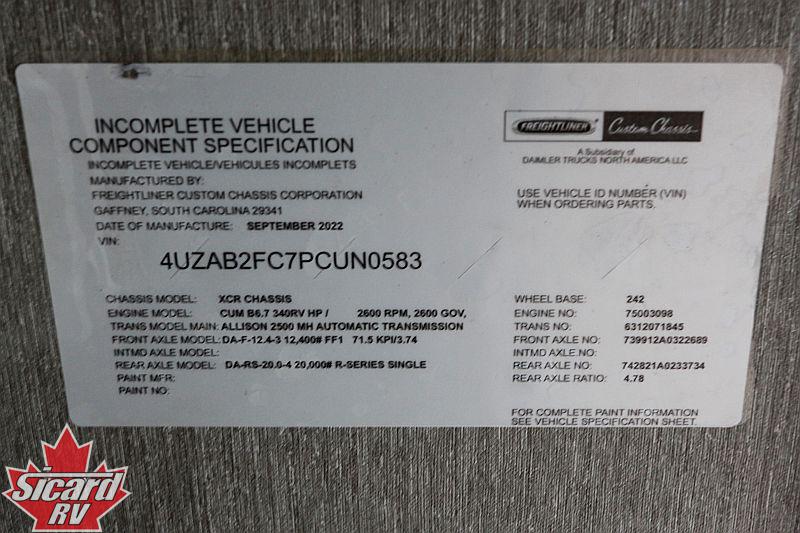 INCOMPLETE VEHICLE
COMPONENT SPECIFICATION
INCOMPLETE VEHICLE/VEHICULES INCOMPLETS
MANUFACTURED BY:
FREIGHTLINER CUSTOM CHASSIS CORPORATION
GAFFNEY, SOUTH CAROLINA 29341
DATE OF MANUFACTURE: SEPTEMBER 2022
VIN:
4UZAB2FC7PCUN0583
FREIGHTLINER Custom Chassis
A Subsidiary of
DAIMLER TRUCKS NORTH AMERICA LLC
USE VEHICLE ID NUMBER (VIN)
WHEN ORDERING PARTS.
CHASSIS MODEL: XCR CHASSIS
ENGINE MODEL: CUM B6.7 340RV HP / 2600 RPM, 2600 GOV,
TRANS MODEL MAIN: ALLISON 2500 MH AUTOMATIC TRANSMISSION
FRONT AXLE MODEL: DA-F-12.4-3 12,400# FF1 71.5 KPI/3.74
INTMD AXLE MODEL:
REAR AXLE MODEL: DA-RS-20.0-4 20,000# R-SERIES SINGLE
PAINT MFR:
PAINT NO:
WHEEL BASE: 242
ENGINE NO: 75003098
TRANS NO: 6312071845
FRONT AXLE NO: 739912A0322689
INTMD AXLE NO:
REAR AXLE NO: 742821A0233734
REAR AXLE RATIO: 4.78
FOR COMPLETE PAINT INFORMATION
SEE VEHICLE SPECIFICATION SHEET.
Sicard
RV